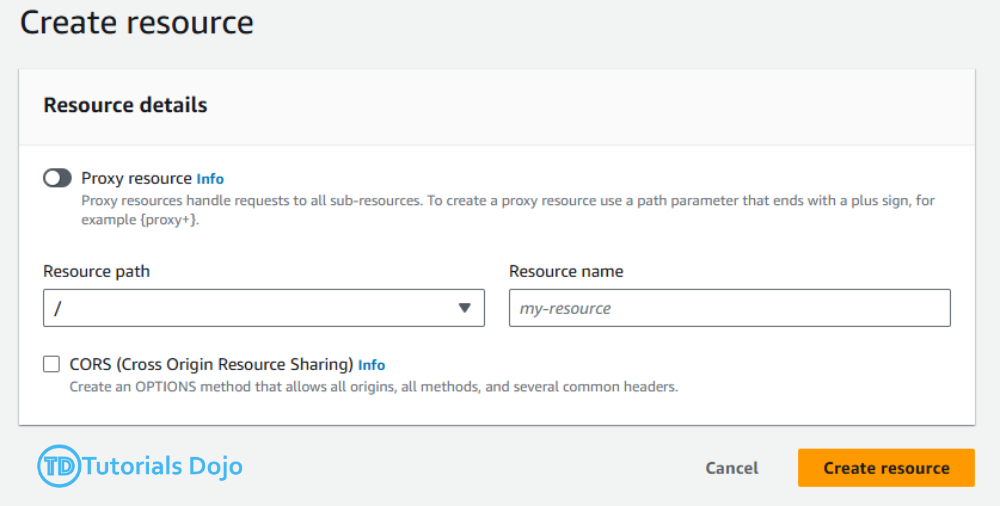 Create resource
Resource details
Proxy resource Info
Proxy resources handle requests to all sub-resources. To create a proxy resource use a path parameter that ends with a plus sign, for
example {proxy+}.
Resource path
Resource name
/
my-resource
CORS (Cross Origin Resource Sharing) Info
Create an OPTIONS method that allows all origins, all methods, and several common headers.
TD Tutorials Dojo
Cancel
Create resource